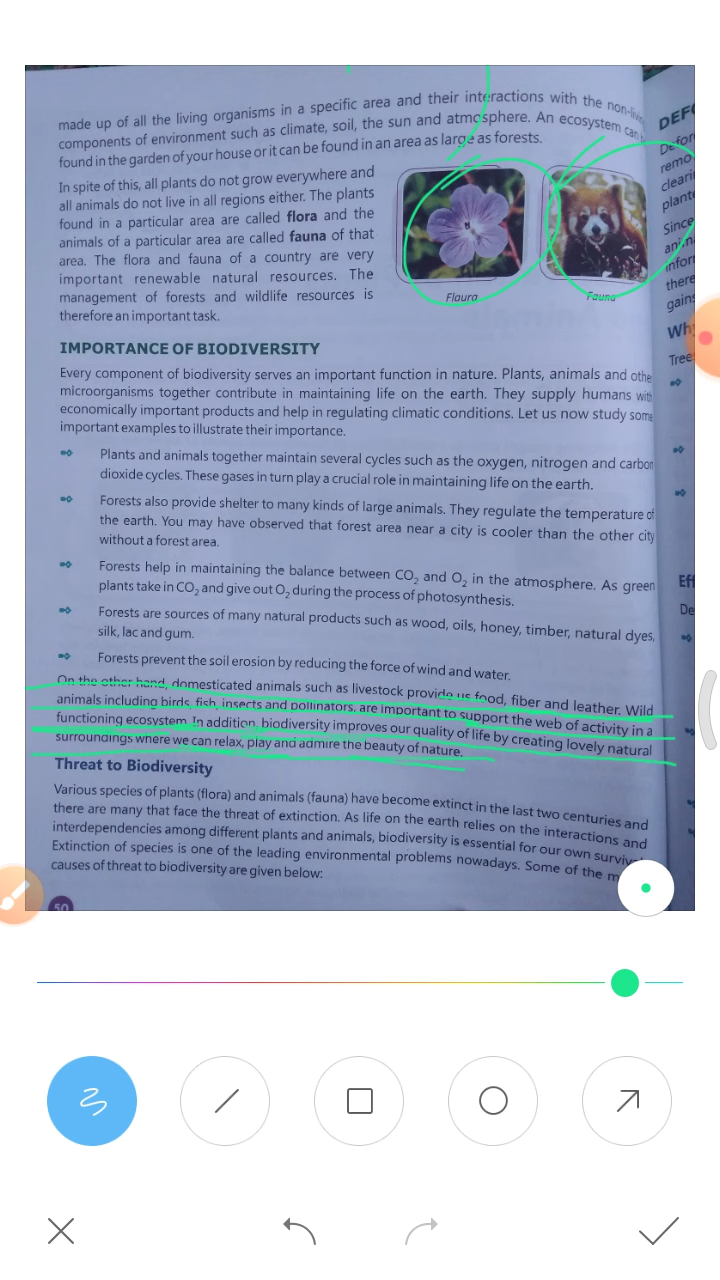 made up of all the living organisms in a specific area and their interactions with the non-living
components of environment such as climate, soil, the sun and atmosphere. An ecosystem can
found in the garden of your house or it can be found in an area as large as forests.
In spite of this, all plants do not grow everywhere and
all animals do not live in all regions either. The plants
found in a particular area are called flora and the
animals of a particular area are called fauna of that
area. The flora and fauna of a country are very
important renewable natural resources. The
management of forests and wildlife resources is
therefore an important task.
Flaura
Fauna
IMPORTANCE OF BIODIVERSITY
Every component of biodiversity serves an important function in nature. Plants, animals and othe
microorganisms together contribute in maintaining life on the earth. They supply humans with
economically important products and help in regulating climatic conditions. Let us now study some
important examples to illustrate their importance.
Plants and animals together maintain several cycles such as the oxygen, nitrogen and carbon
dioxide cycles. These gases in turn play a crucial role in maintaining life on the earth.
Forests also provide shelter to many kinds of large animals. They regulate the temperature of
the earth. You may have observed that forest area near a city is cooler than the other city
without a forest area.
Forests help in maintaining the balance between CO₂ and O₂ in the atmosphere. As green
plants take in CO₂ and give out O₂ during the process of photosynthesis.
Forests are sources of many natural products such as wood, oils, honey, timber, natural dyes,
silk, lac and gum.
Forests prevent the soil erosion by reducing the force of wind and water.
On the other hand, domesticated animals such as livestock provide us food, fiber and leather. Wild
animals including birds, fish, insects and pollinators, are important to support the web of activity in a
functioning ecosystem. In addition, biodiversity improves our quality of life by creating lovely natural
surroundings where we can relax, play and admire the beauty of nature.
Threat to Biodiversity
Various species of plants (flora) and animals (fauna) have become extinct in the last two centuries and
there are many that face the threat of extinction. As life on the earth relies on the interactions and
interdependencies among different plants and animals, biodiversity is essential for our own surviv
Extinction of species is one of the leading environmental problems nowadays. Some of the m
causes of threat to biodiversity are given below:
50
DEFO
Defor
remo
cleari
plante
Since
anima
infor
there
gains
Why
Tree
Eff
De